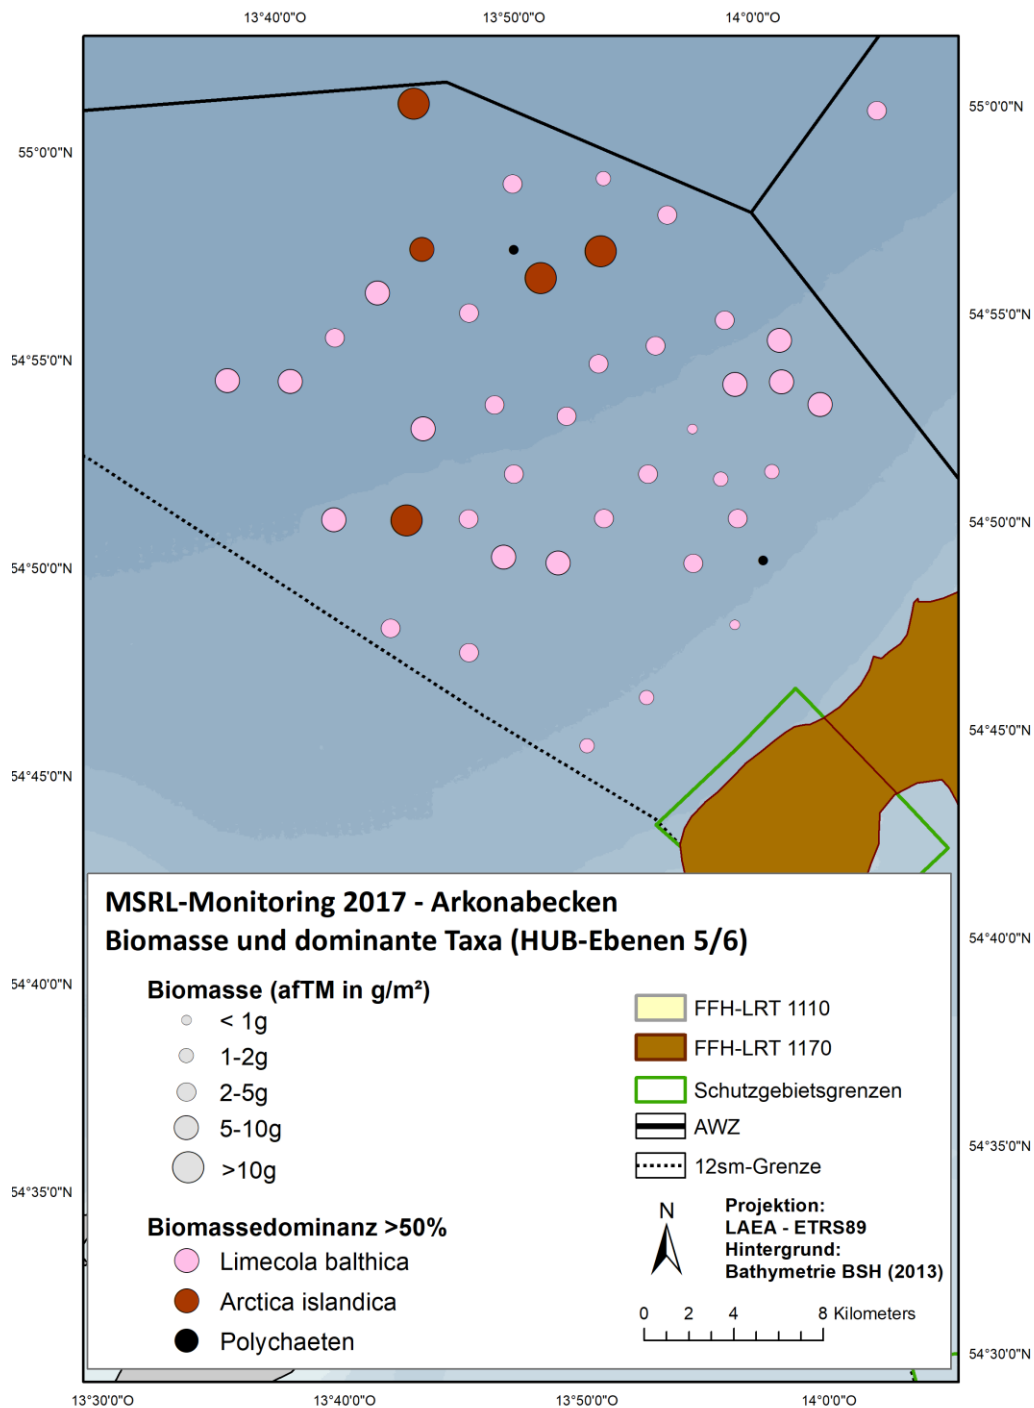 13°40'0"O 13°50'0"O 14°0'0"O
55°0'0"N
55°0'0"N
54°55'0"N
54°55'0"N
54°50'0"N
54°50'0"N
54°45'0"N
54°45'0"N
MSRL-Monitoring 2017 - Arkonabecken
Biomasse und dominante Taxa (HUB-Ebenen 5/6)
54°40'0"N
54°40'0"N
Biomasse (afTM in g/m²)
< 1g
1-2g
2-5g
5-10g
>10g
Biomassedominanz >50%
Limecola balthica
Arctica islandica
Polychaeten
FFH-LRT 1110
FFH-LRT 1170
Schutzgebietsgrenzen
AWZ
12sm-Grenze
54°35'0"N
54°35'0"N
N
Projektion:
LAEA - ETRS89
Hintergrund:
Bathymetrie BSH (2013)
0 2 4 8 Kilometers
54°30'0"N
13°30'0"O 13°40'0"O 13°50'0"O 14°0'0"O